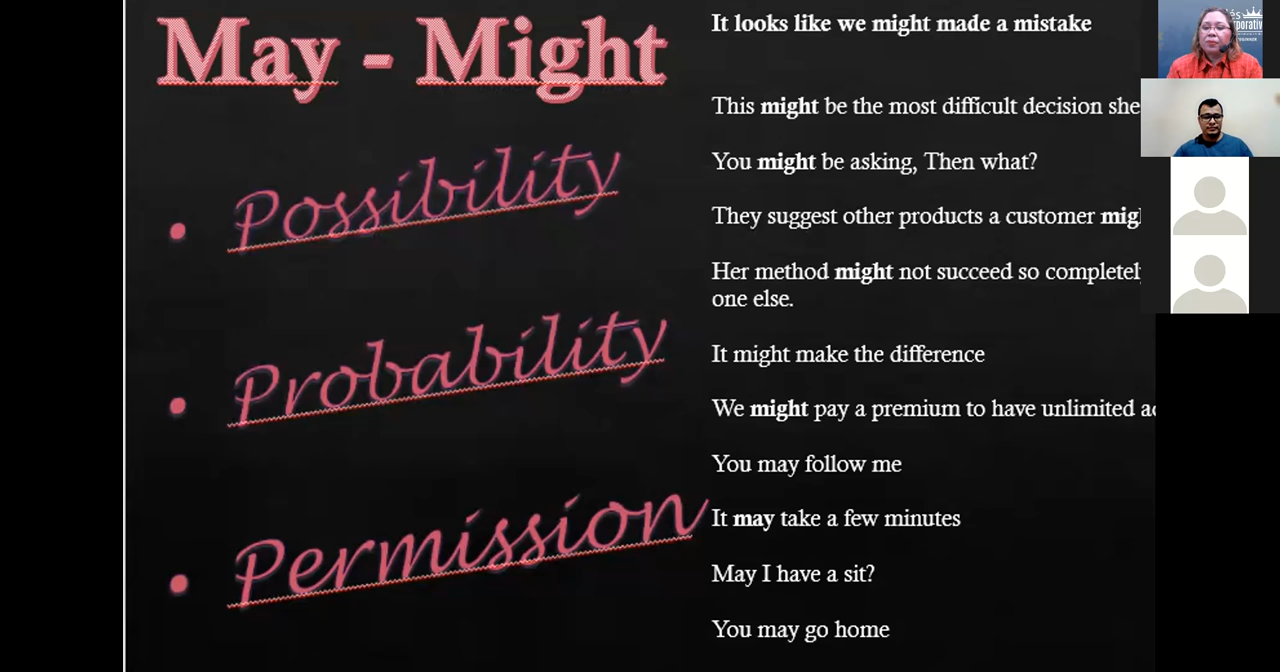 May - Might
• Possibility
• Probability
• Permission
It looks like we might made a mistake
This might be the most difficult decision she
You might be asking, Then what?
They suggest other products a customer
Her method might not succeed so
one else.
It might make the difference
We might pay a premium to have unlimited
You may follow me
It may take a few minutes
May I have a sit?
You may go home